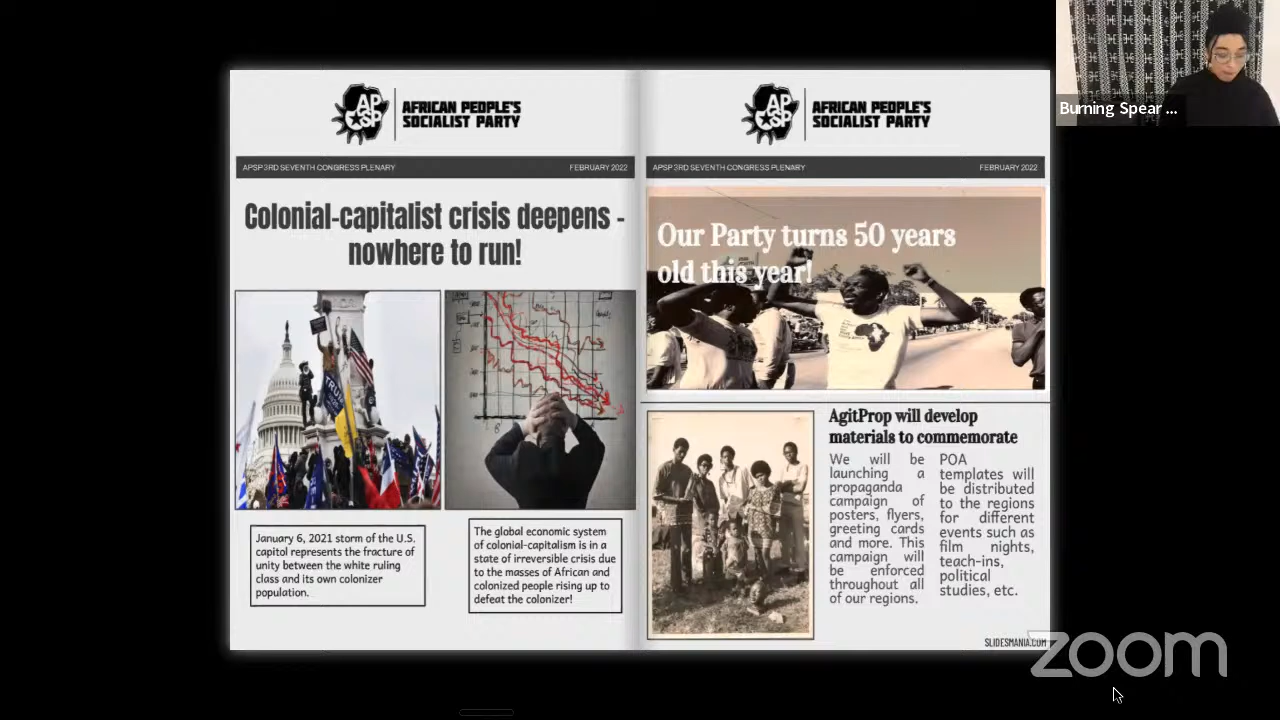 AP
SP
AFRICAN PEOPLE'S
SOCIALIST PARTY
APSP 3RD SEVENTH CONGRESS PLENARY
FEBRUARY 2022
Colonial-capitalist crisis deepens -
nowhere to run!
January 6, 2021 storm of the U.S.
capitol represents the fracture of
unity between the white ruling
class and its own colonizer
population.
The global economic system
of colonial-capitalism is in a
state of irreversible crisis due
to the masses of African and
colonized people rising up to
defeat the colonizer!
AP
SP
AFRICAN PEOPLE'S
SOCIALIST PARTY
APSP 3RD SEVENTH CONGRESS PLENARY
FEBRUARY 2022
Our Party turns 50 years
old this year!
AgitProp will develop
materials to commemorate
We will be
launching a
propaganda
campaign of
posters, flyers,
greeting cards
and more. This
campaign will
be enforced
throughout all
of our regions.
POA
templates will
be distributed
to the regions
for different
events such as
film nights,
teach-ins,
political
studies, etc.
SLIDESMANIA.COM
Burning Spear ...
zoom